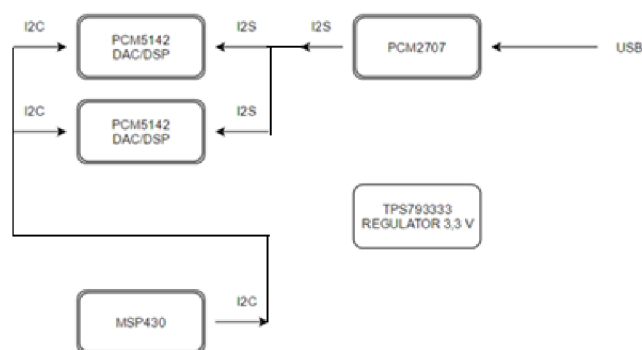 I2C
PCM5142
DAC/DSP
I2S
I2S
PCM2707
USB
I2C
PCM5142
DAC/DSP
I2S
TPS793333
REGULATOR 3,3 V
MSP430
I2C